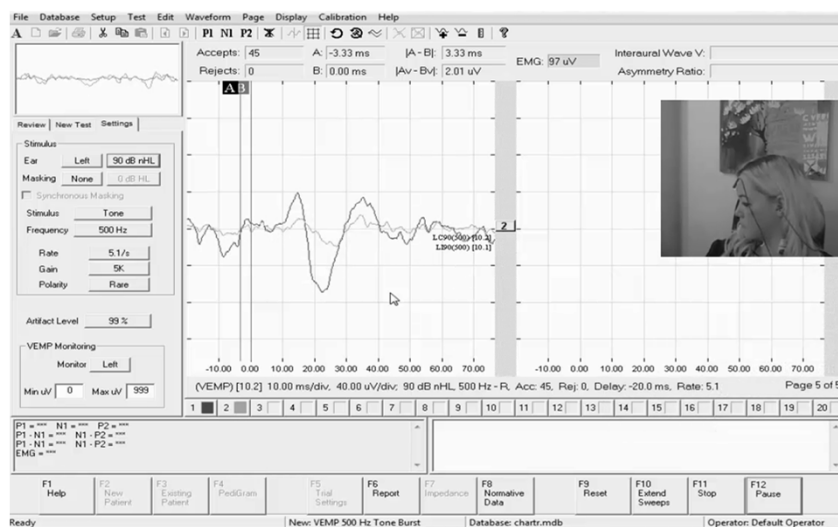 File Database Setup Test Edit Waveform Page Display Calibration Help
A P1 N1 P2 ?
Accepts: 45 A: -3.33 ms |A - B|: 3.33 ms Interaural Wave V:
EMG: 97 uV
Rejects: 0 B: 0.00 ms |Av - Bv|: 2.01 uV Asymmetry Ratio:
A B
Review New Test Settings
Stimulus
Ear Left 90 dB nHL
Masking None 0 dB HL
Synchronous Masking
Stimulus Tone
Frequency 500 Hz
Rate 5.1/s
Gain 5K
Polarity Rare
Artifact Level 99 %
VEMP Monitoring
Monitor Left
Min uV 0 Max uV 999
2
LC90(500) [10.2]
LI90(500) [10.1]
-10.00 0.00 10.00 20.00 30.00 40.00 50.00 60.00 70.00 -10.00 0.00 10.00 20.00 30.00 40.00 50.00 60.00 70.00
(VEMP) [10.2] 10.00 ms/div, 40.00 uV/div; 90 dB nHL, 500 Hz - R, Acc: 45, Rej: 0, Delay: -20.0 ms, Rate: 5.1 Page 5 of 5
1 2 3 4 5 6 7 8 9 10 11 12 13 14 15 16 17 18 19 20
P1 = *** N1 = *** P2 = ***
P1 - N1 = *** N1 - P2 = ***
P1 - N1 = *** N1 - P2 = ***
EMG = ***
F1 Help
F2 New Patient
F3 Existing Patient
F4 PediGram
F5 Trial Settings
F6 Report
F7 Impedance
F8 Normative Data
F9 Reset
F10 Extend Sweeps
F11 Stop
F12 Pause
Ready New: VEMP 500 Hz Tone Burst Database: chartr.mdb Operator: Default Operator